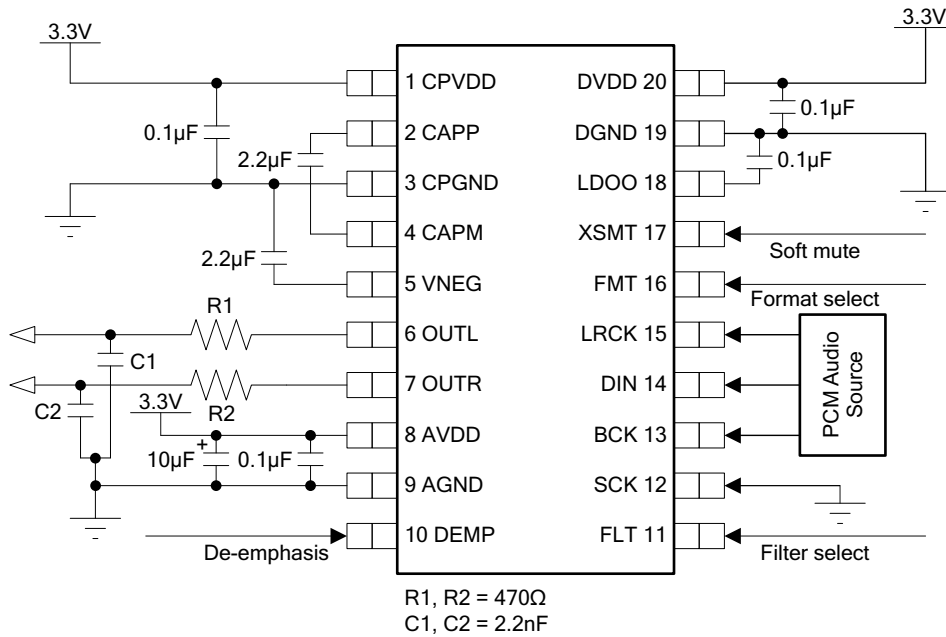 3.3V
3.3V
1 CPVDD
DVDD 20
0.1µF
0.1µF
2 CAPP
DGND 19
2.2µF
0.1µF
3 CPGND
LDOO 18
4 CAPM
XSMT 17
Soft mute
2.2µF
5 VNEG
FMT 16
Format select
R1
6 OUTL
LRCK 15
C1
7 OUTR
DIN 14
PCM Audio
Source
C2
R2
3.3V
8 AVDD
BCK 13
+
10µF
0.1µF
9 AGND
SCK 12
10 DEMP
FLT 11
De-emphasis
Filter select
R1, R2 = 470Ω
C1, C2 = 2.2nF